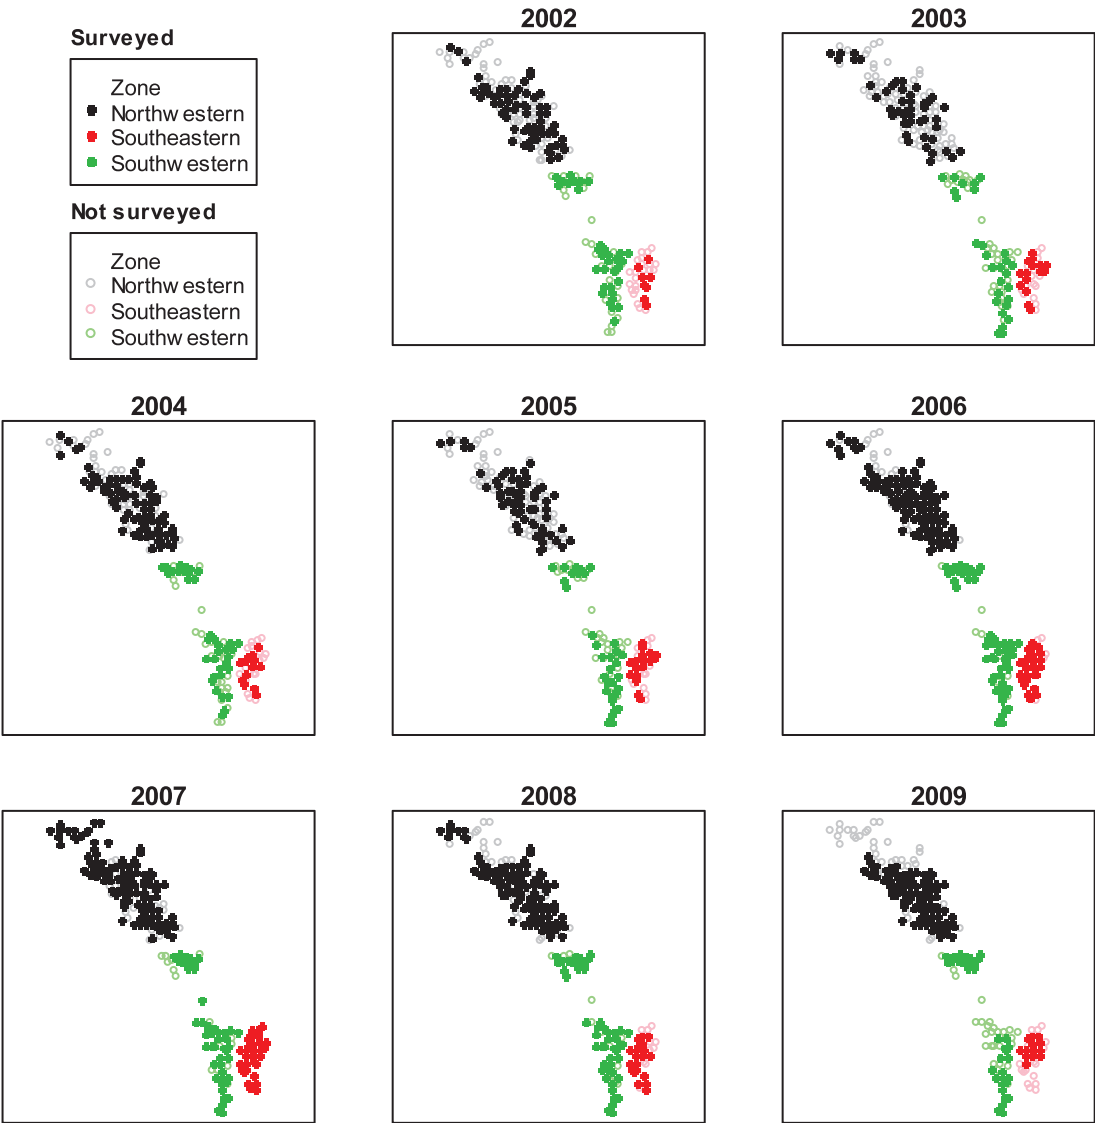 Surveyed
Zone
Northw estern
Southeastern
Southw estern
Not surveyed
Zone
Northw estern
Southeastern
Southw estern
2002
2003
2004
2005
2006
2007
2008
2009